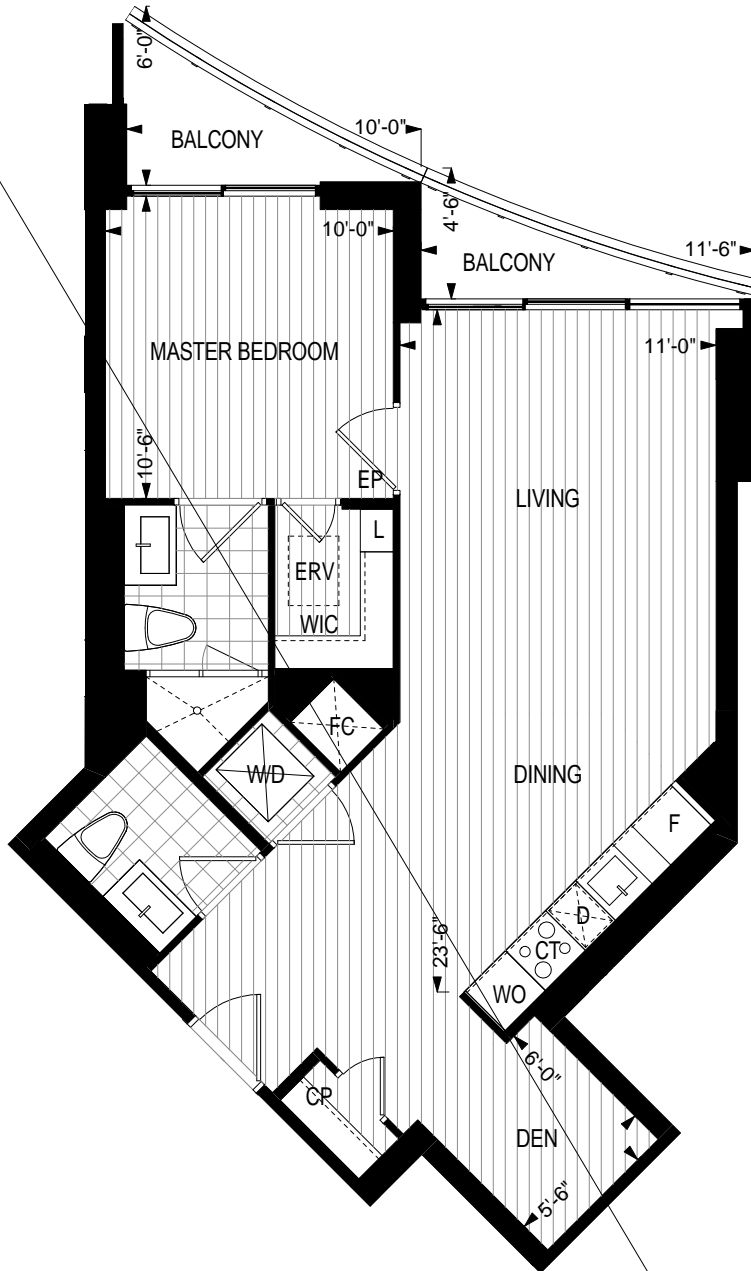 6'-0"
BALCONY
10'-0"
4'-6"
10'-0"
BALCONY
11'-6"
MASTER BEDROOM
11'-0"
10'-6"
EP
LIVING
L
ERV
WIC
FC
W/D
DINING
F
D
23'-6"
CT
WO
6'-0"
CP
DEN
5'-6"